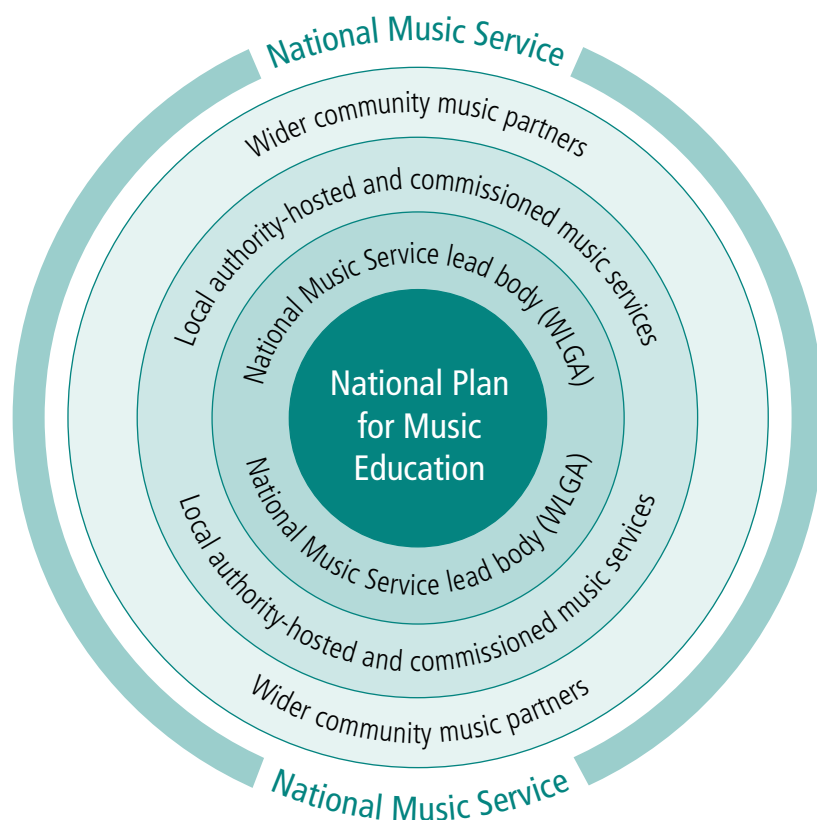 National Music Service
Wider community music partners
Local authority-hosted and commissioned music services
National Music Service lead body (WLGA)
National Plan
for Music
Education
National Music Service lead body (WLGA)
Local authority-hosted and commissioned music services
Wider community music partners
National Music Service